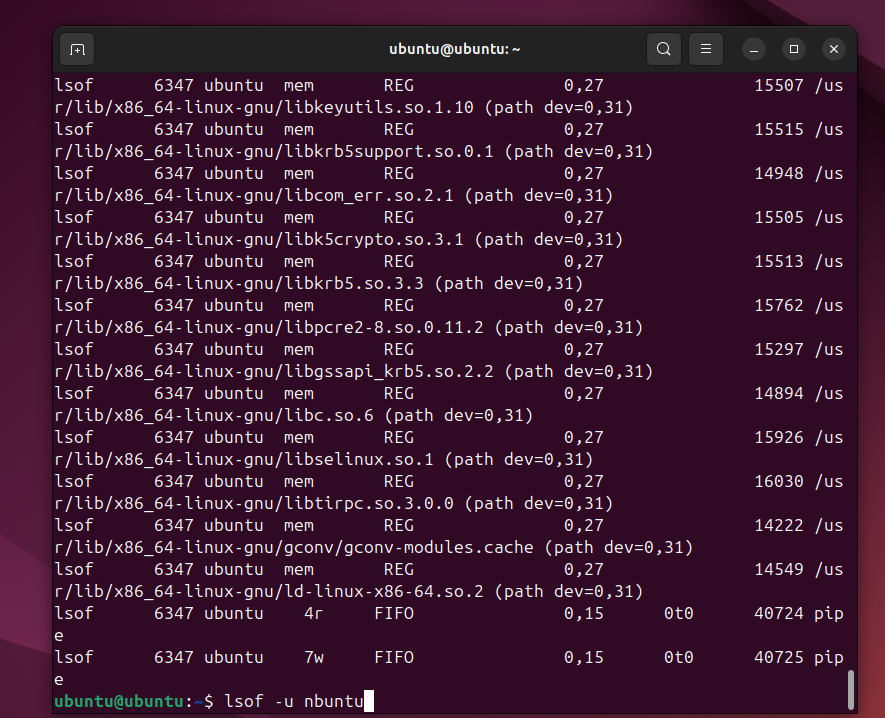 ubuntu@ubuntu: ~
lsof      6347 ubuntu  mem       REG               0,27               15507 /us
r/lib/x86_64-linux-gnu/libkeyutils.so.1.10 (path dev=0,31)
lsof      6347 ubuntu  mem       REG               0,27               15515 /us
r/lib/x86_64-linux-gnu/libkrb5support.so.0.1 (path dev=0,31)
lsof      6347 ubuntu  mem       REG               0,27               14948 /us
r/lib/x86_64-linux-gnu/libcom_err.so.2.1 (path dev=0,31)
lsof      6347 ubuntu  mem       REG               0,27               15505 /us
r/lib/x86_64-linux-gnu/libk5crypto.so.3.1 (path dev=0,31)
lsof      6347 ubuntu  mem       REG               0,27               15513 /us
r/lib/x86_64-linux-gnu/libkrb5.so.3.3 (path dev=0,31)
lsof      6347 ubuntu  mem       REG               0,27               15762 /us
r/lib/x86_64-linux-gnu/libpcre2-8.so.0.11.2 (path dev=0,31)
lsof      6347 ubuntu  mem       REG               0,27               15297 /us
r/lib/x86_64-linux-gnu/libgssapi_krb5.so.2.2 (path dev=0,31)
lsof      6347 ubuntu  mem       REG               0,27               14894 /us
r/lib/x86_64-linux-gnu/libc.so.6 (path dev=0,31)
lsof      6347 ubuntu  mem       REG               0,27               15926 /us
r/lib/x86_64-linux-gnu/libselinux.so.1 (path dev=0,31)
lsof      6347 ubuntu  mem       REG               0,27               16030 /us
r/lib/x86_64-linux-gnu/libtirpc.so.3.0.0 (path dev=0,31)
lsof      6347 ubuntu  mem       REG               0,27               14222 /us
r/lib/x86_64-linux-gnu/gconv/gconv-modules.cache (path dev=0,31)
lsof      6347 ubuntu  mem       REG               0,27               14549 /us
r/lib/x86_64-linux-gnu/ld-linux-x86-64.so.2 (path dev=0,31)
lsof      6347 ubuntu    4r     FIFO               0,15      0t0      40724 pip
e
lsof      6347 ubuntu    7w     FIFO               0,15      0t0      40725 pip
e
ubuntu@ubuntu:~$ lsof -u nbuntu